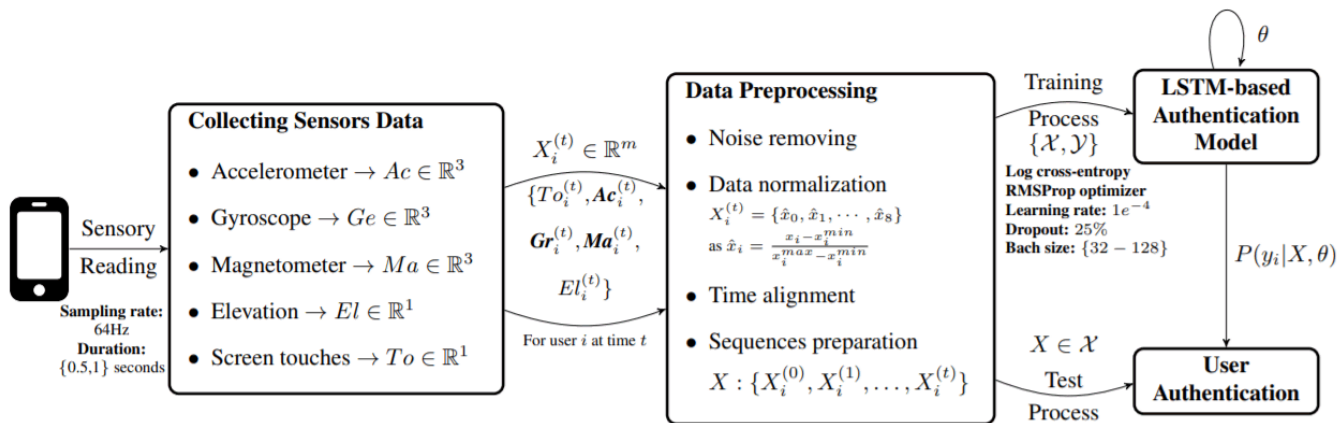 Sensory
Reading
Sampling rate:
64Hz
Duration:
{0.5,1} seconds
Collecting Sensors Data
• Accelerometer → Ac ∈ ℝ³
• Gyroscope → Ge ∈ ℝ³
• Magnetometer → Ma ∈ ℝ³
• Elevation → El ∈ ℝ¹
• Screen touches → To ∈ ℝ¹
X_i^{(t)} ∈ ℝ^m
{To_i^{(t)}, Ac_i^{(t)},
Gr_i^{(t)}, Ma_i^{(t)},
El_i^{(t)}}
For user i at time t
Data Preprocessing
• Noise removing
• Data normalization
X_i^{(t)} = {x̂_0, x̂_1, ⋯ , x̂_8}
as x̂_i = \frac{x_i − x_i^{min}}{x_i^{max} − x_i^{min}}
• Time alignment
• Sequences preparation
X : {X_i^{(0)}, X_i^{(1)}, . . . , X_i^{(t)}}
Training
Process
{𝒳, 𝒴}
Log cross-entropy
RMSProp optimizer
Learning rate: 1e^{−4}
Dropout: 25%
Bach size: {32 − 128}
θ
LSTM-based
Authentication
Model
P(y_i|X, θ)
X ∈ 𝒳
Test
Process
User
Authentication